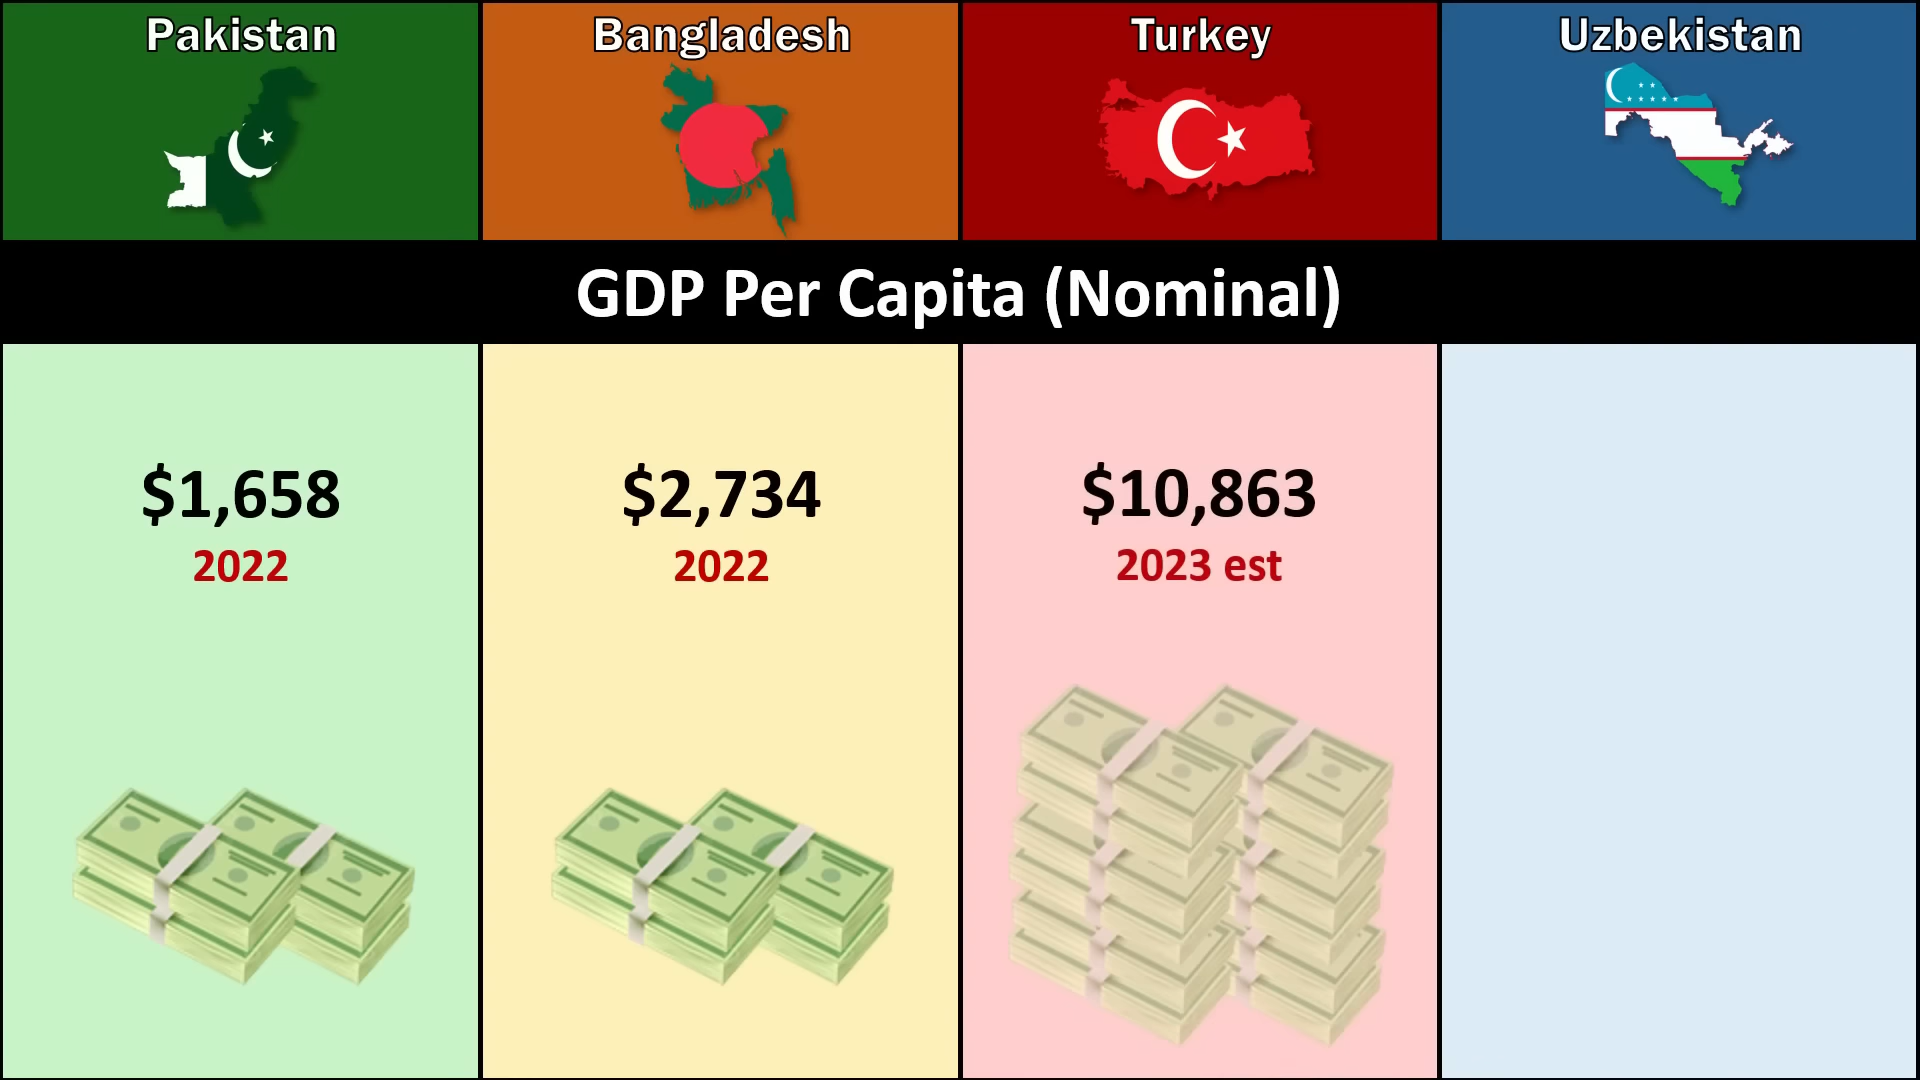 Pakistan
Bangladesh
Turkey
Uzbekistan
GDP Per Capita (Nominal)
$1,658
2022
$2,734
2022
$10,863
2023 est